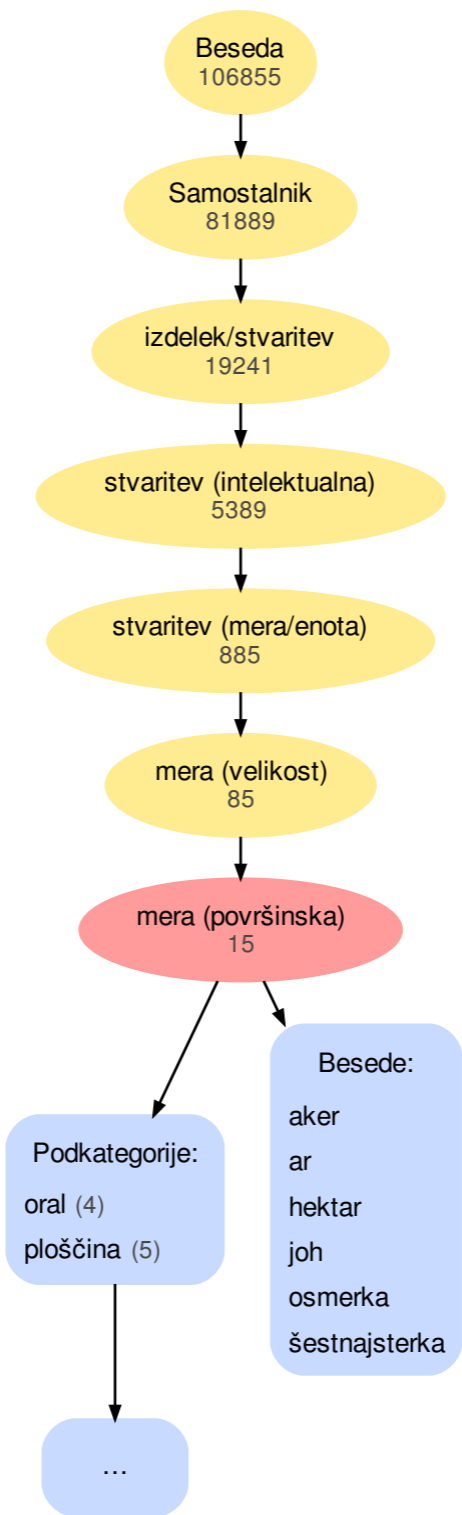 Beseda
106855
Samostalnik
81889
izdelek/stvaritev
19241
stvaritev (intelektualna)
5389
stvaritev (mera/enota)
885
mera (velikost)
85
mera (površinska)
15
Podkategorije:
oral (4)
ploščina (5)
...
Besede:
aker
ar
hektar
joh
osmerka
šestnajsterka